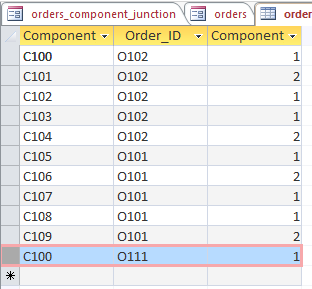 orders_component_junction orders
Component Order_ID Component
C100 O102 1
C101 O102 2
C102 O102 1
C103 O102 1
C104 O102 2
C105 O101 1
C106 O101 2
C107 O101 1
C108 O101 1
C109 O101 2
C100 O111 1